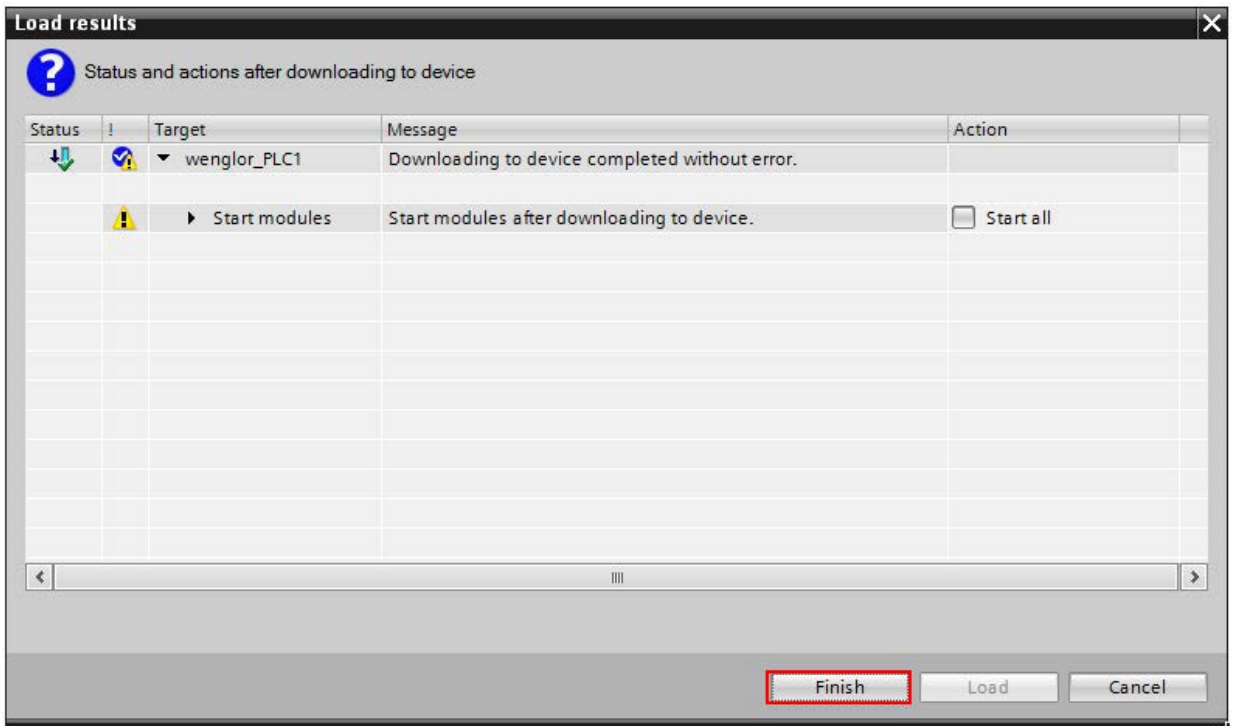 Load results
Status and actions after downloading to device
Status ! Target Message Action
wenglor_PLC1 Downloading to device completed without error.
Start modules Start modules after downloading to device. Start all
Finish Load Cancel